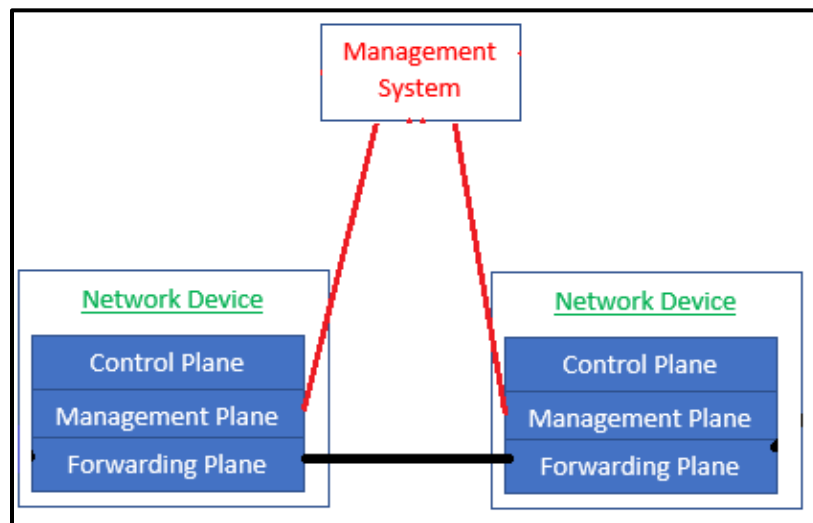 Management
System
Network Device
Control Plane
Management Plane
Forwarding Plane
Network Device
Control Plane
Management Plane
Forwarding Plane